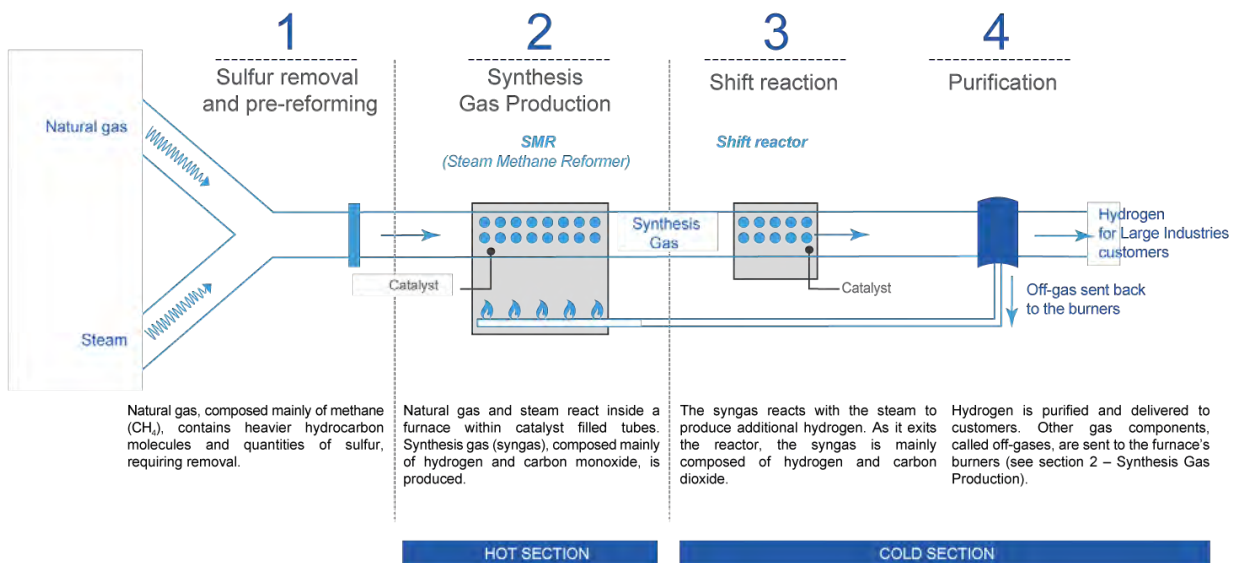 1
Sulfur removal
and pre-reforming
2
Synthesis
Gas Production
3
Shift reaction
4
Purification
SMR
(Steam Methane Reformer)
Shift reactor
Natural gas
Steam
Catalyst
Synthesis
Gas
Catalyst
Hydrogen
for Large Industries
customers
Off-gas sent back
to the burners
Natural gas, composed mainly of methane
(CH₄), contains heavier hydrocarbon
molecules and quantities of sulfur,
requiring removal.
Natural gas and steam react inside a
furnace within catalyst filled tubes.
Synthesis gas (syngas), composed mainly
of hydrogen and carbon monoxide, is
produced.
The syngas reacts with the steam to
produce additional hydrogen. As it exits
the reactor, the syngas is mainly
composed of hydrogen and carbon
dioxide.
Hydrogen is purified and delivered to
customers. Other gas components,
called off-gases, are sent to the furnace's
burners (see section 2 – Synthesis Gas
Production).
HOT SECTION
COLD SECTION